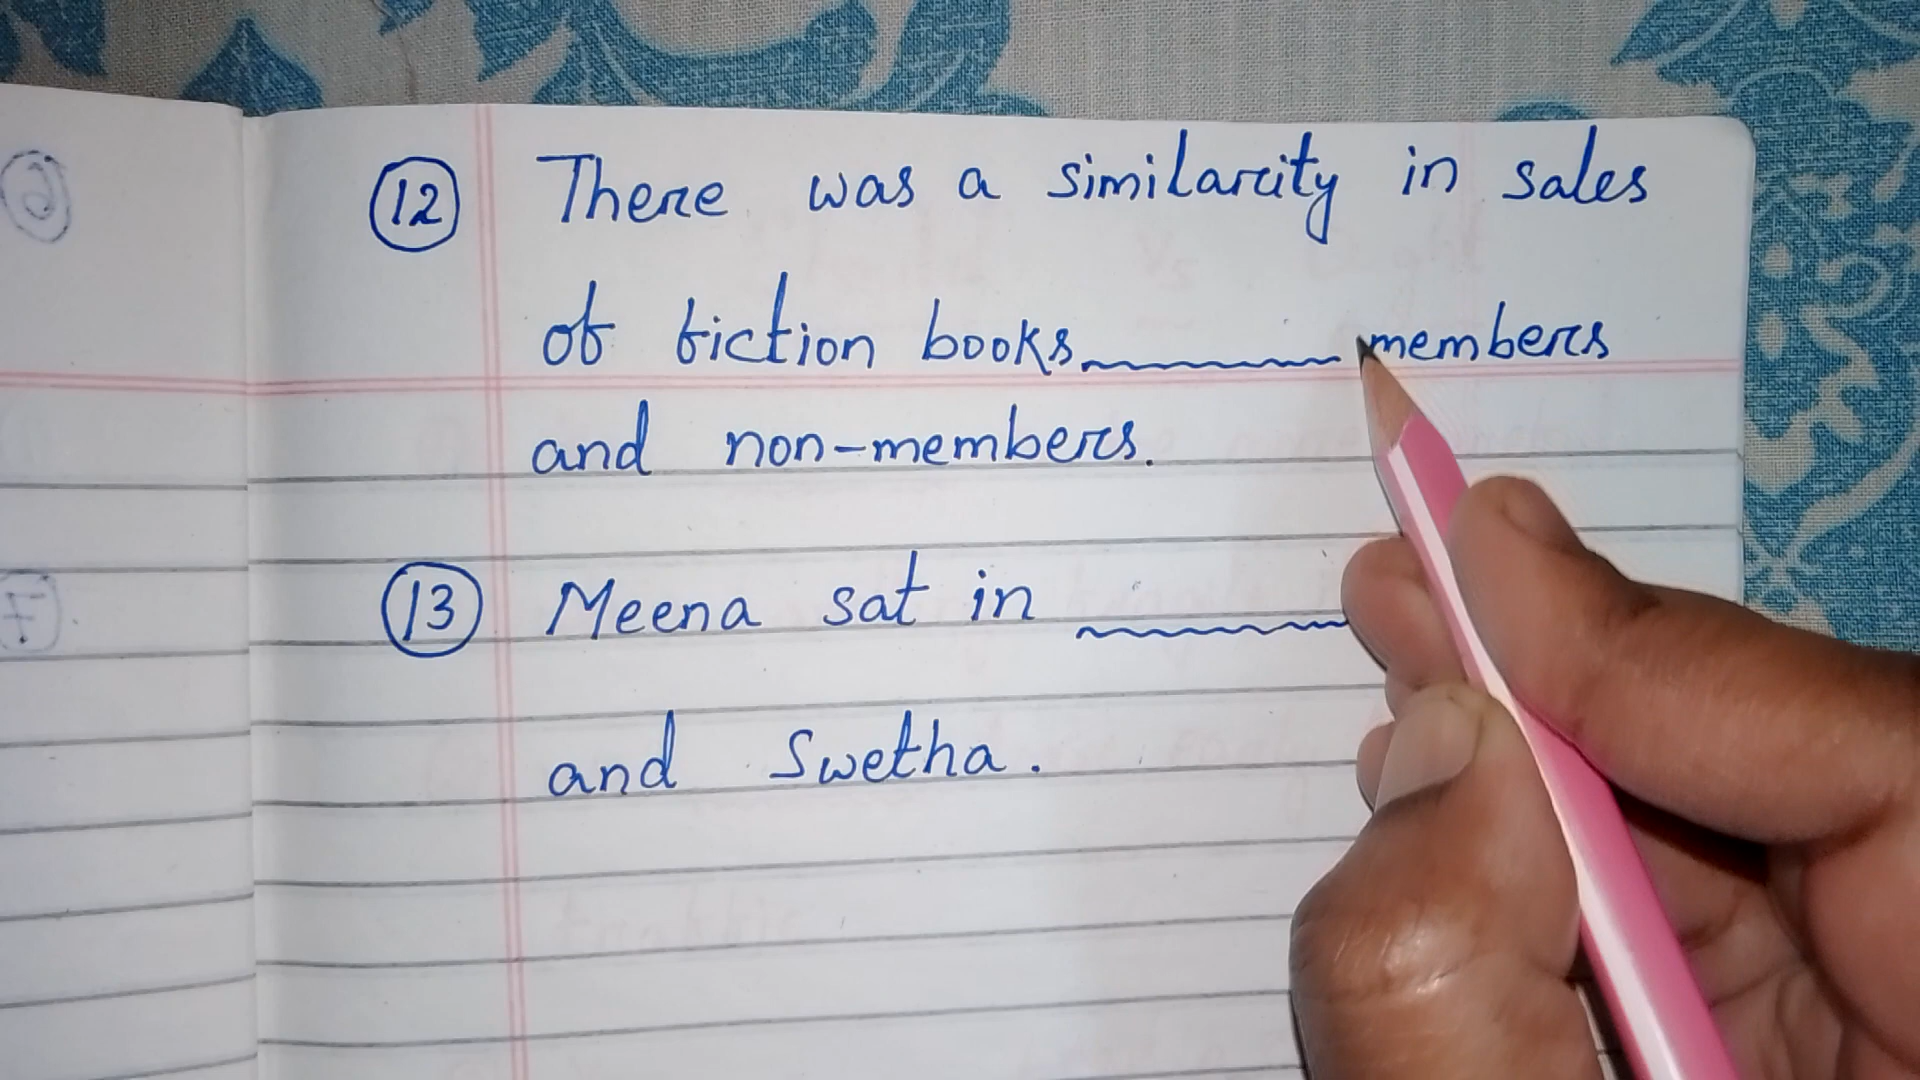 12 There was a similarity in sales
of fiction books ______ members
and non-members.
13 Meena sat in ______
and Swetha.